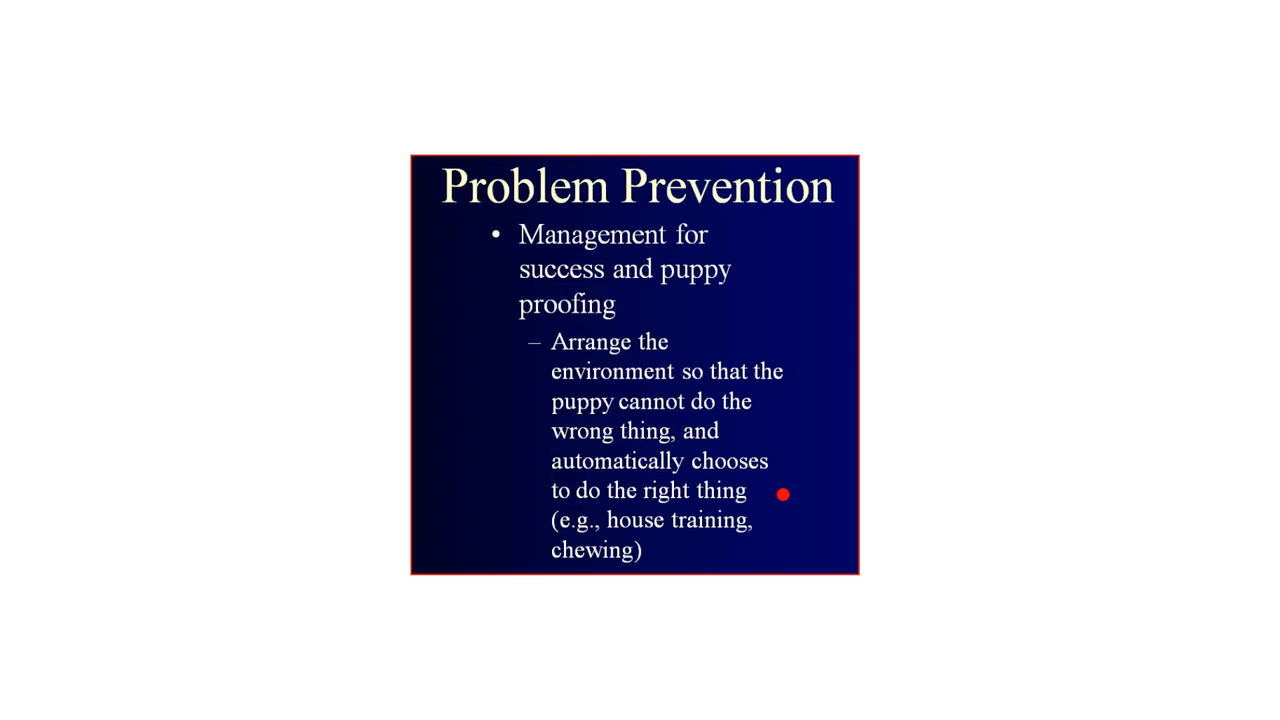 Problem Prevention
• Management for
success and puppy
proofing
– Arrange the
environment so that the
puppy cannot do the
wrong thing, and
automatically chooses
to do the right thing
(e.g., house training,
chewing)